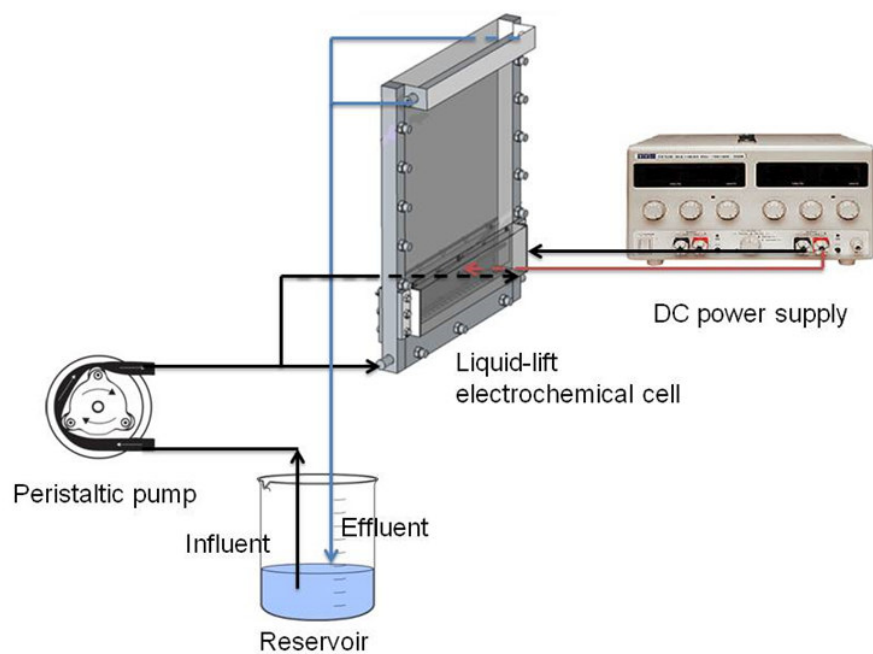 DC power supply
Liquid-lift
electrochemical cell
Peristaltic pump
Influent
Effluent
Reservoir